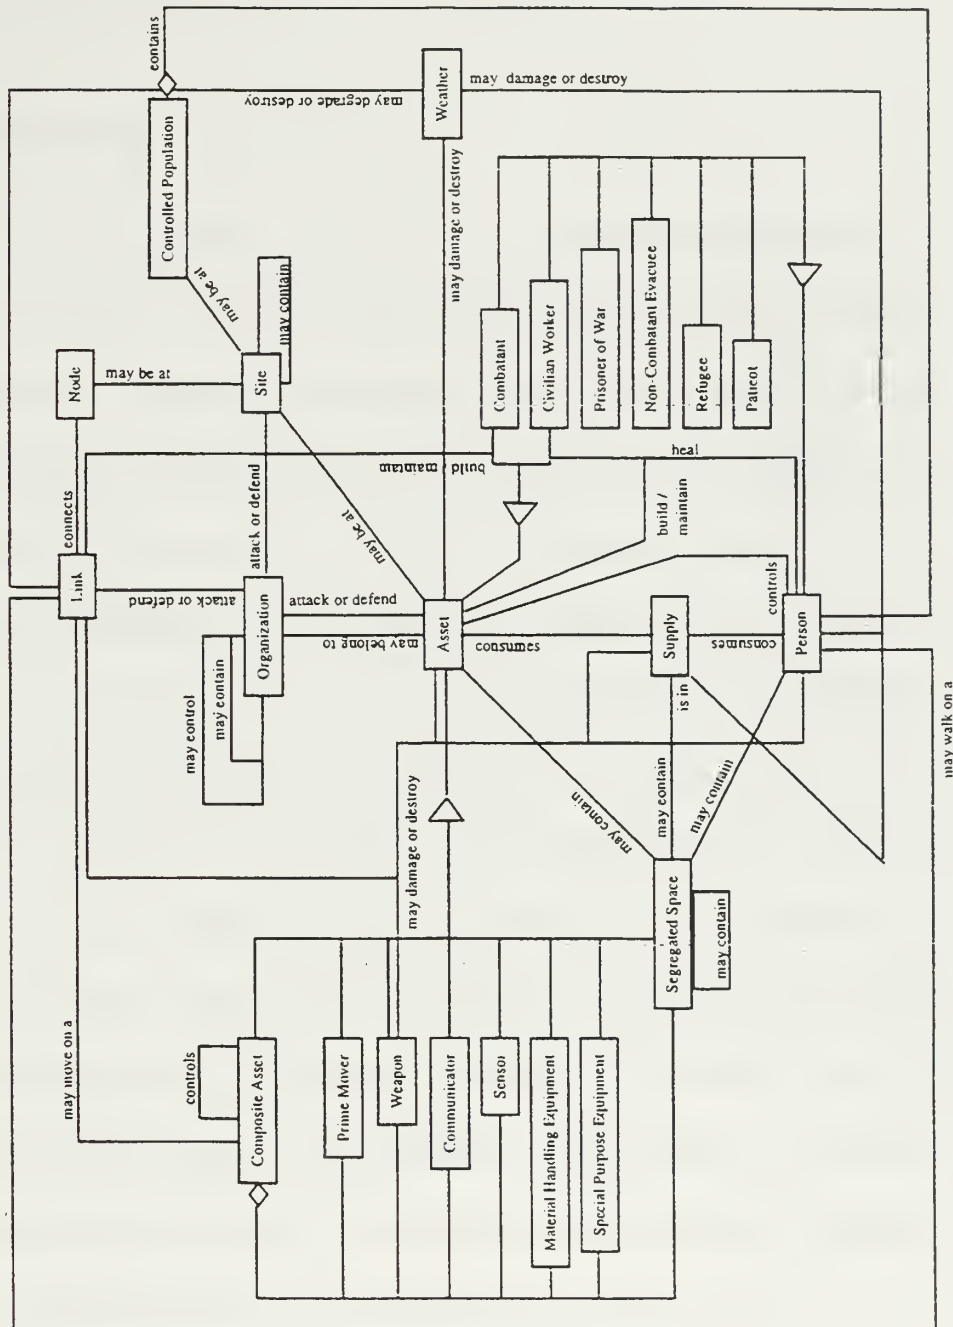 contains
Controlled Population
may degrade or destroy
Weather
may damage or destroy
may damage or destroy
may be at
may contain
Site
may be at
Node
connects
Link
attack or defend
attack or defend
Organization
attack or defend
may belong to
may control
may contain
may be at
build / maintain
Combatant
Civilian Worker
Prisoner of War
Non-Combatant Evacuee
Refugee
Patient
heal
build /
maintain
controls
Asset
consumes
Supply
consumes
Person
is in
may walk on a
may contain
may contain
may contain
may damage or destroy
Segregated Space
may contain
may move on a
controls
Composite Asset
Prime Mover
Weapon
Communicator
Sensor
Material Handling Equipment
Special Purpose Equipment